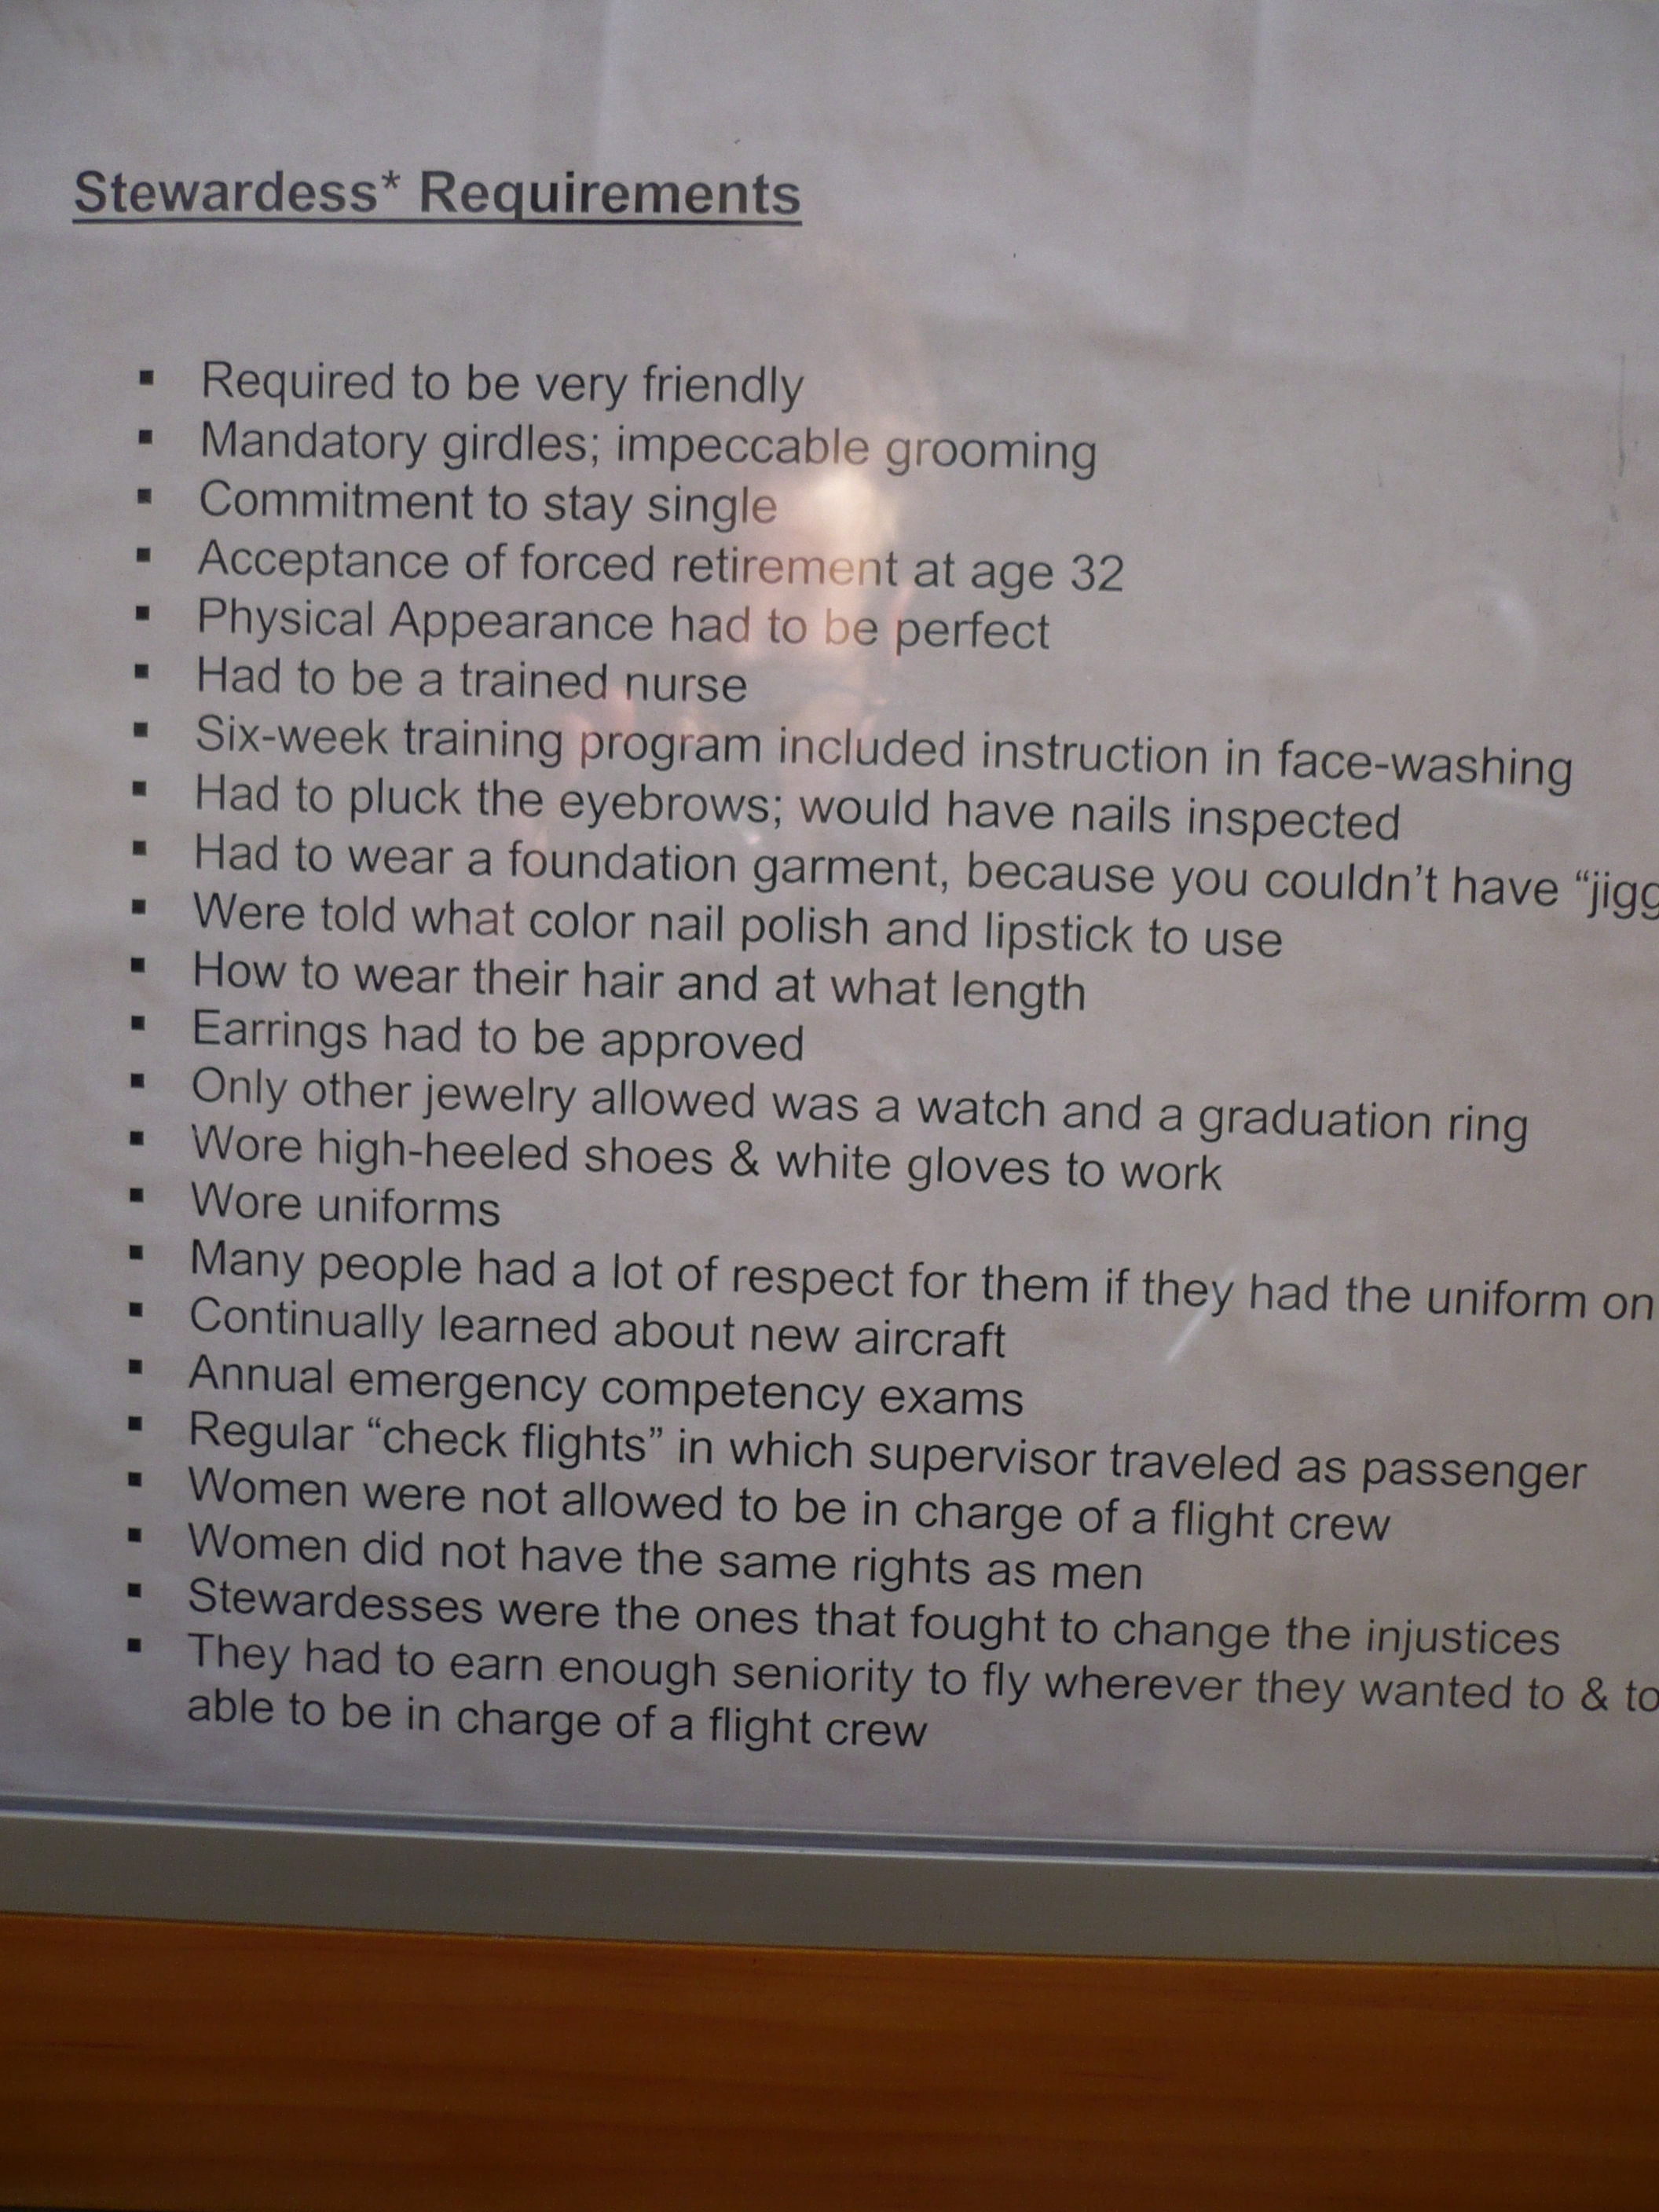 Stewardess* Requirements
▪ Required to be very friendly
▪ Mandatory girdles; impeccable grooming
▪ Commitment to stay single
▪ Acceptance of forced retirement at age 32
▪ Physical Appearance had to be perfect
▪ Had to be a trained nurse
▪ Six-week training program included instruction in face-washing
▪ Had to pluck the eyebrows; would have nails inspected
▪ Had to wear a foundation garment, because you couldn't have
▪ Were told what color nail polish and lipstick to use
▪ How to wear their hair and at what length
▪ Earrings had to be approved
▪ Only other jewelry allowed was a watch and a graduation ring
▪ Wore high-heeled shoes & white gloves to work
▪ Wore uniforms
▪ Many people had a lot of respect for them if they had the uniform on
▪ Continually learned about new aircraft
▪ Annual emergency competency exams
▪ Regular “check flights” in which supervisor traveled as passenger
▪ Women were not allowed to be in charge of a flight crew
▪ Women did not have the same rights as men
▪ Stewardesses were the ones that fought to change the injustices
▪ They had to earn enough seniority to fly wherever they wanted to & to
able to be in charge of a flight crew